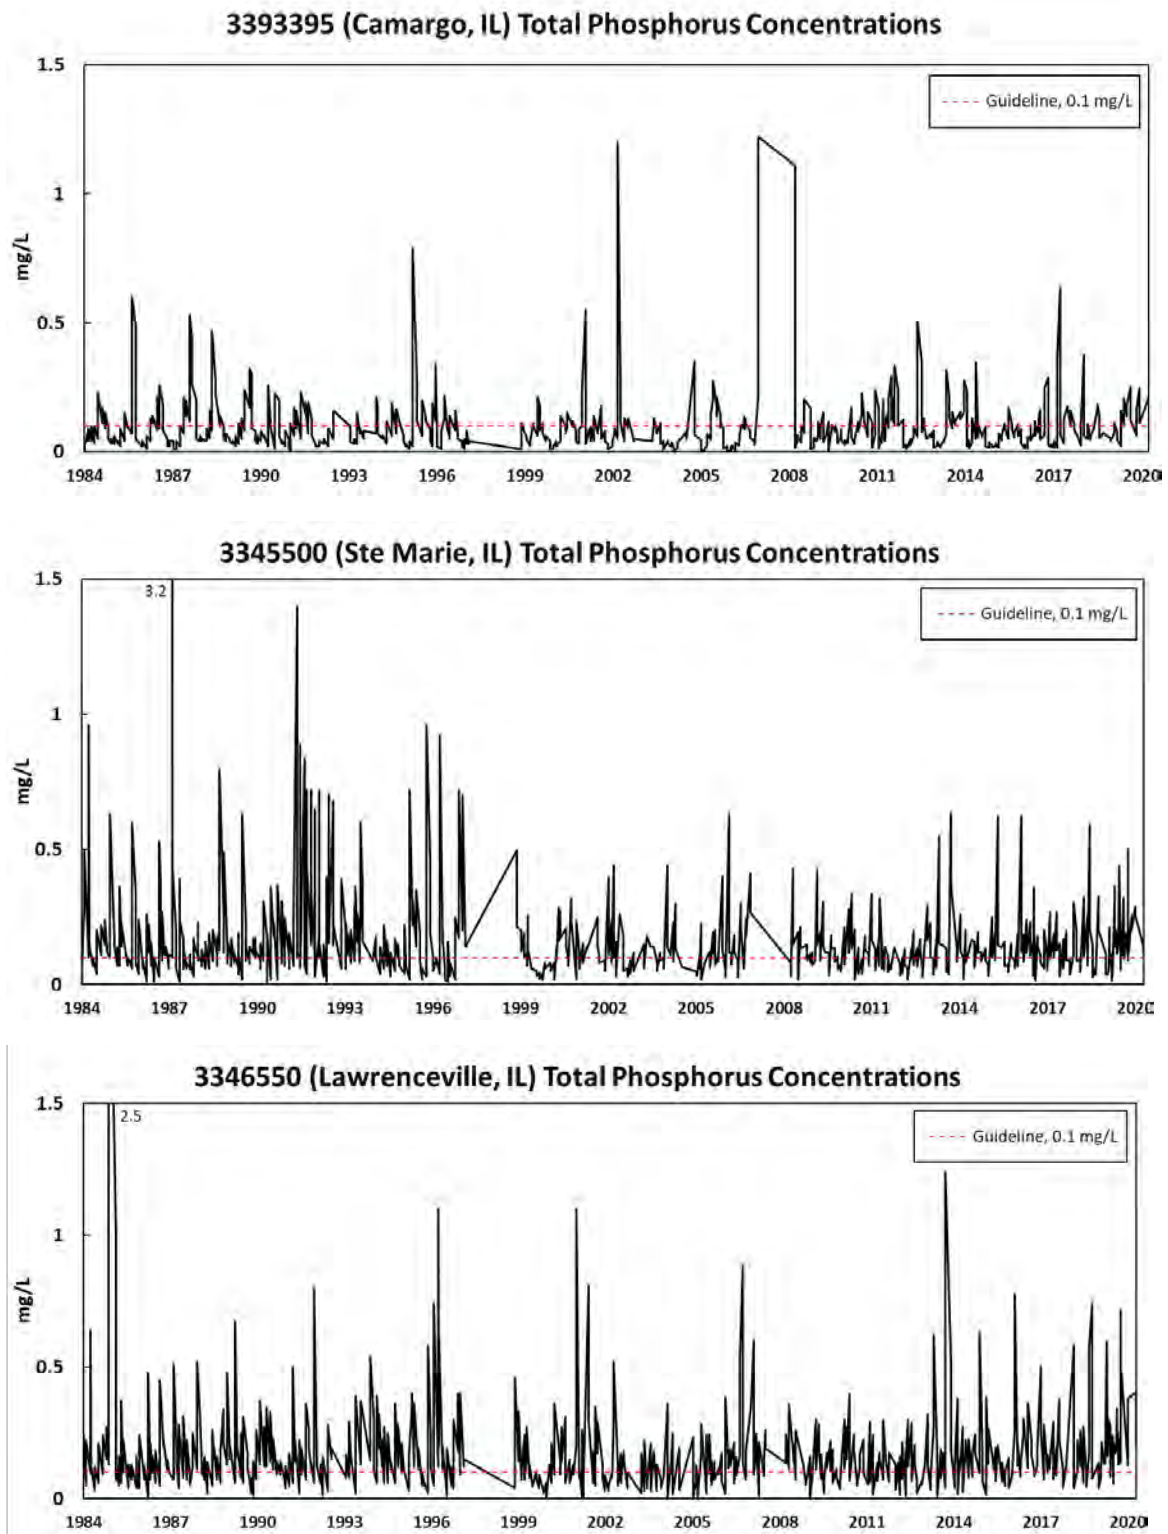 3393395 (Camargo, IL) Total Phosphorus Concentrations
1.5
Guideline, 0.1 mg/L
1
mg/L
0.5
0
1984 1987 1990 1993 1996 1999 2002 2005 2008 2011 2014 2017 2020
3345500 (Ste Marie, IL) Total Phosphorus Concentrations
1.5
3.2
Guideline, 0.1 mg/L
1
mg/L
0.5
0
1984 1987 1990 1993 1996 1999 2002 2005 2008 2011 2014 2017 2020
3346550 (Lawrenceville, IL) Total Phosphorus Concentrations
1.5
2.5
Guideline, 0.1 mg/L
1
mg/L
0.5
0
1984 1987 1990 1993 1996 1999 2002 2005 2008 2011 2014 2017 2020